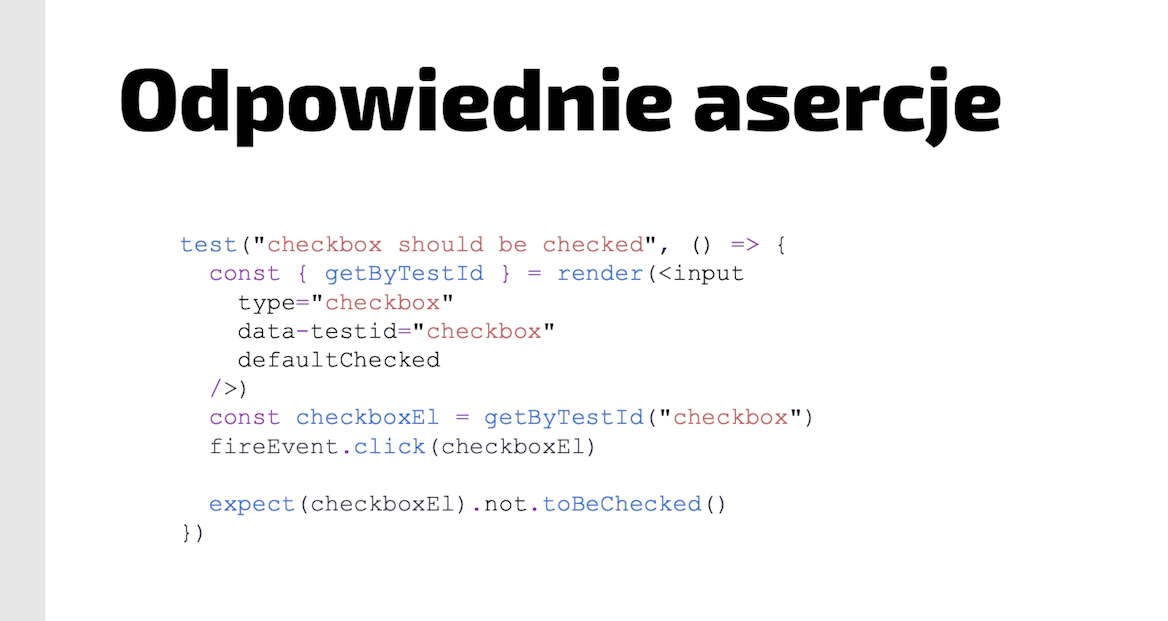 Odpowiednie asercje
test("checkbox should be checked", () => {
  const { getByTestId } = render(<input
    type="checkbox"
    data-testid="checkbox"
    defaultChecked
  />)
  const checkboxEl = getByTestId("checkbox")
  fireEvent.click(checkboxEl)

  expect(checkboxEl).not.toBeChecked()
})